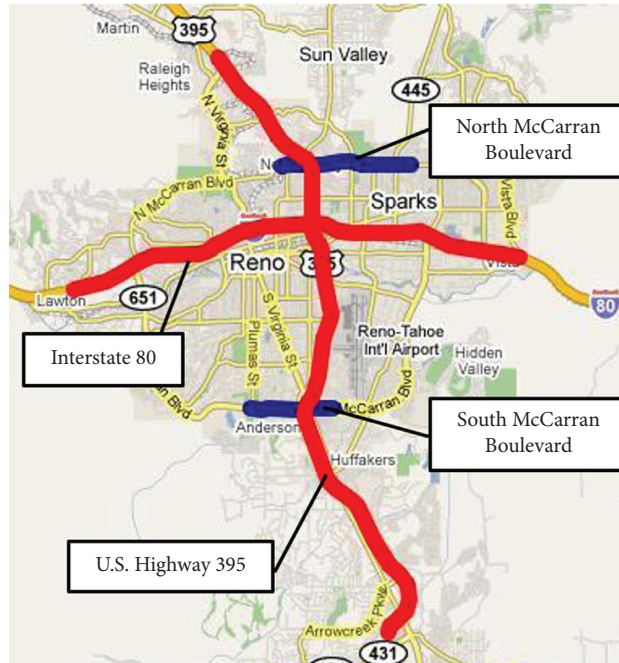 Martin
395
Sun Valley
Raleigh
Heights
N Virginia St
445
North McCarran
Boulevard
N
N McCarran Blvd
Sparks
Vista Blvd
Reno
Vista
Lawton
651
80
Interstate 80
S Virginia St
Plumas St
Reno-Tahoe
Int'l Airport
Hidden
Valley
McCarran Blvd
Anderson
South McCarran
Boulevard
Huffakers
U.S. Highway 395
Arrowcreek Pkwy
431